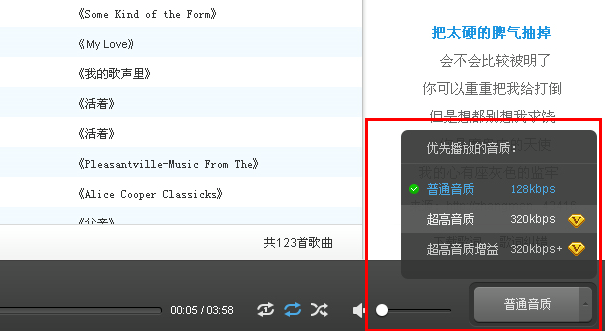 《Some Kind of the Form》
《My Love》
《我的歌声里》
《活着》
《活着》
《Pleasantville-Music From The》
《Alice Cooper Classicks》
共123首歌曲
把太硬的脾气抽掉
会不会比较被明了
你可以重重把我给打倒
但是想都别想我求饶
优先播放的音质:
普通音质 128kbps
超高音质 320kbps
超高音质增益 320kbps+
00:05 / 03:58
普通音质